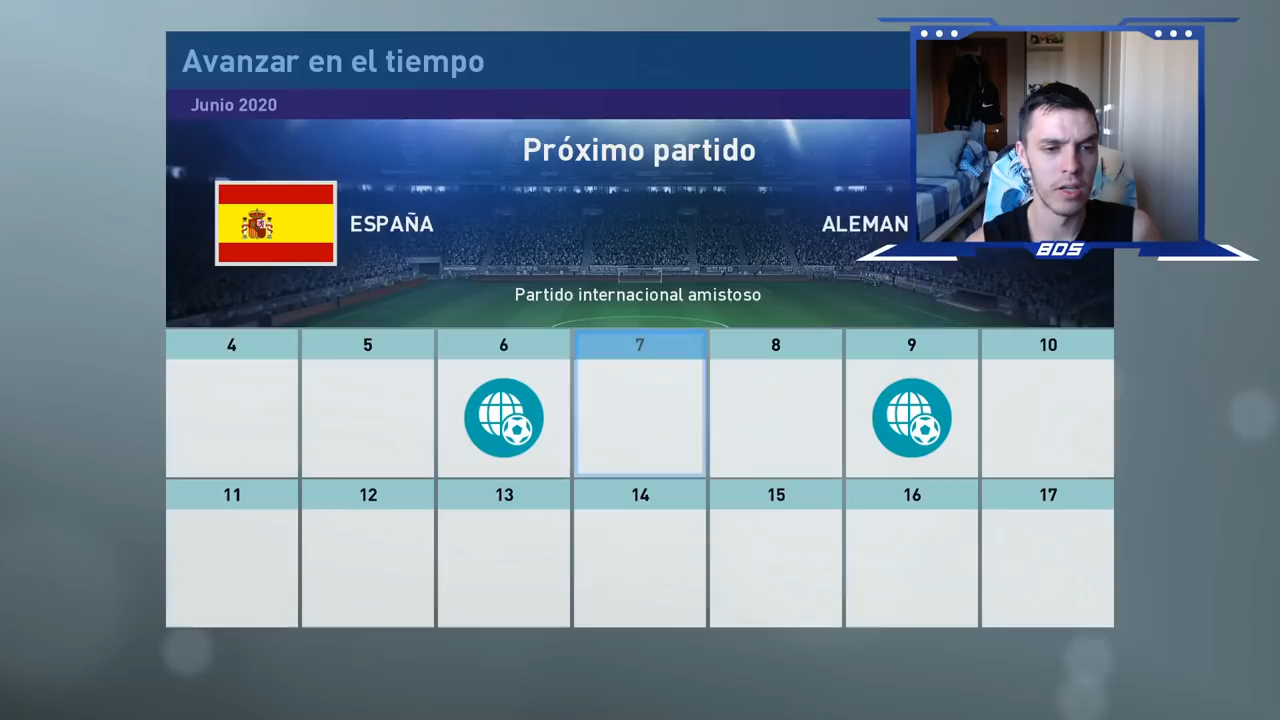 Avanzar en el tiempo
Junio 2020
Próximo partido
ESPAÑA
ALEMAN
Partido internacional amistoso
BDS
4 5 6 7 8 9 10
11 12 13 14 15 16 17